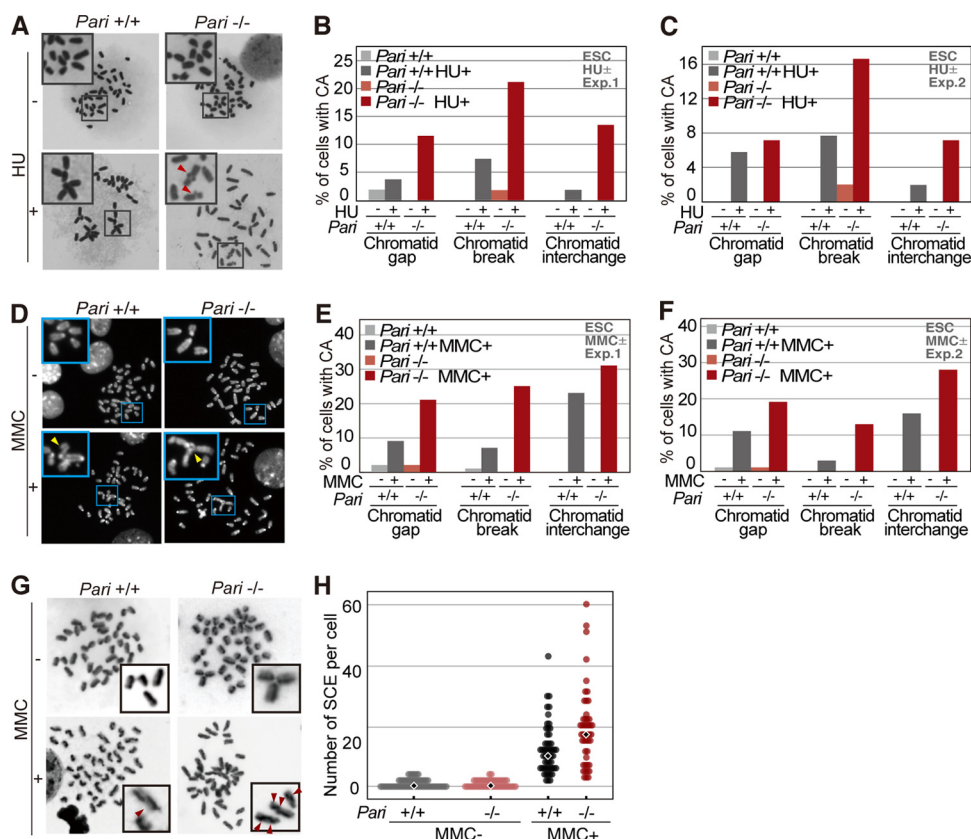 A
Pari +/+
Pari -/-
HU
-
+
B
% of cells with CA
25
20
15
10
5
0
Pari +/+
Pari +/+ HU+
Pari -/-
Pari -/- HU+
ESC
HU±
Exp.1
HU - + - + - + - + - + - +
Pari +/+ -/- +/+ -/- +/+ -/-
Chromatid gap
Chromatid break
Chromatid interchange
C
% of cells with CA
16
12
8
4
0
Pari +/+
Pari +/+ HU+
Pari -/-
Pari -/- HU+
ESC
HU±
Exp.2
HU - + - + - + - + - + - +
Pari +/+ -/- +/+ -/- +/+ -/-
Chromatid gap
Chromatid break
Chromatid interchange
D
Pari +/+
Pari -/-
MMC
-
+
E
% of cells with CA
40
30
20
10
0
Pari +/+
Pari +/+ MMC+
Pari -/-
Pari -/- MMC+
ESC
MMC±
Exp.1
MMC - + - + - + - + - + - +
Pari +/+ -/- +/+ -/- +/+ -/-
Chromatid gap
Chromatid break
Chromatid interchange
F
% of cells with CA
40
30
20
10
0
Pari +/+
Pari +/+ MMC+
Pari -/-
Pari -/- MMC+
ESC
MMC±
Exp.2
MMC - + - + - + - + - + - +
Pari +/+ -/- +/+ -/- +/+ -/-
Chromatid gap
Chromatid break
Chromatid interchange
G
Pari +/+
Pari -/-
MMC
-
+
H
Number of SCE per cell
60
40
20
0
Pari +/+ -/- +/+ -/-
MMC- MMC+